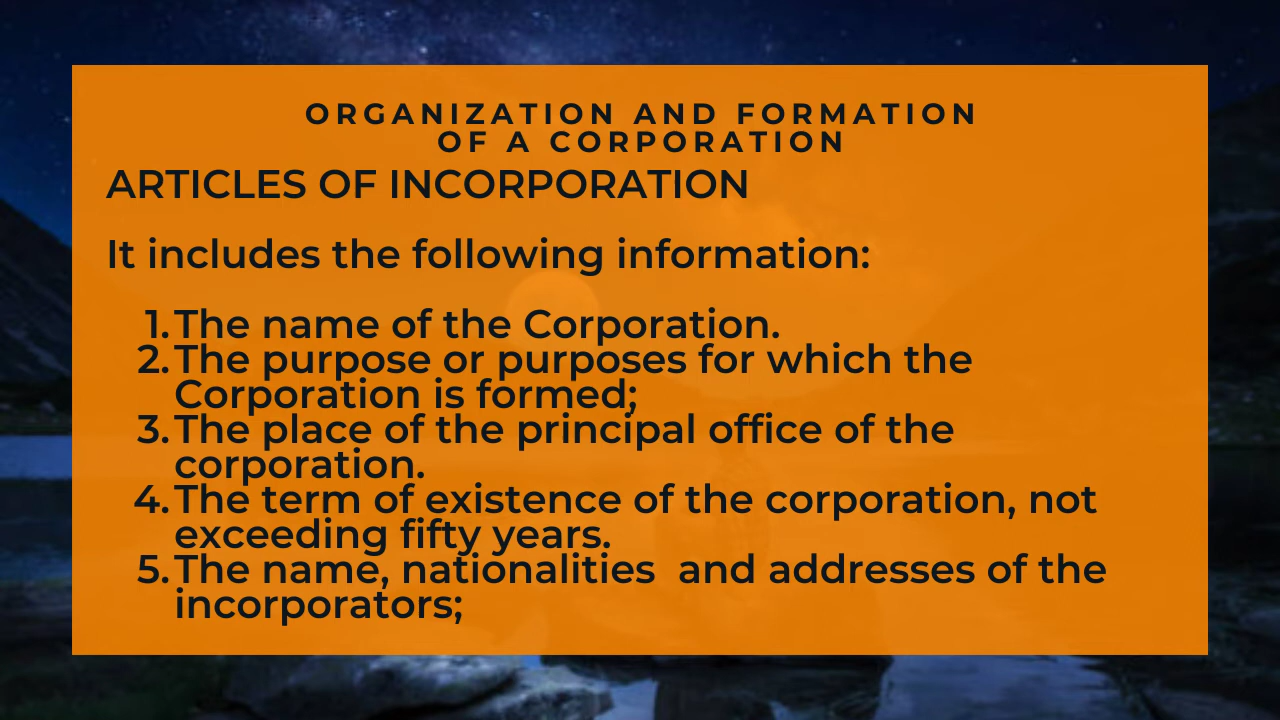 ORGANIZATION AND FORMATION
OF A CORPORATION
ARTICLES OF INCORPORATION
It includes the following information:
1. The name of the Corporation.
2. The purpose or purposes for which the
Corporation is formed;
3. The place of the principal office of the
corporation.
4. The term of existence of the corporation, not
exceeding fifty years.
5. The name, nationalities  and addresses of the
incorporators;